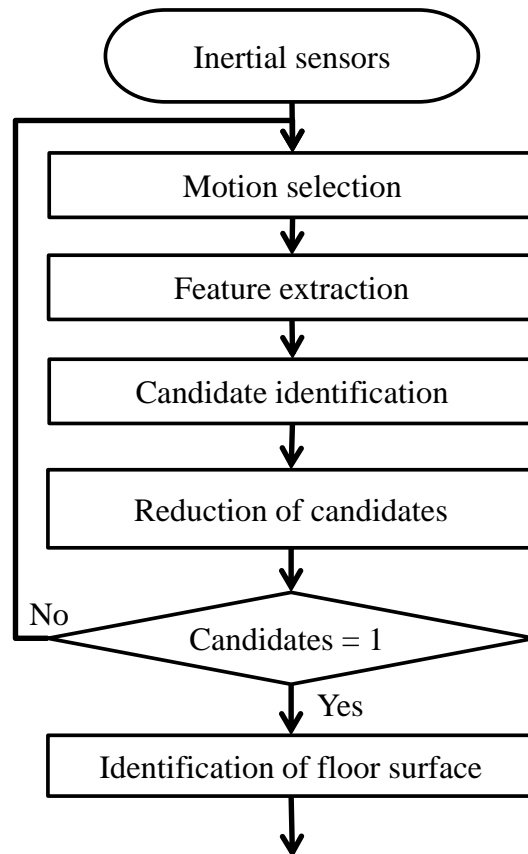 Inertial sensors
Motion selection
Feature extraction
Candidate identification
Reduction of candidates
No
Candidates = 1
Yes
Identification of floor surface